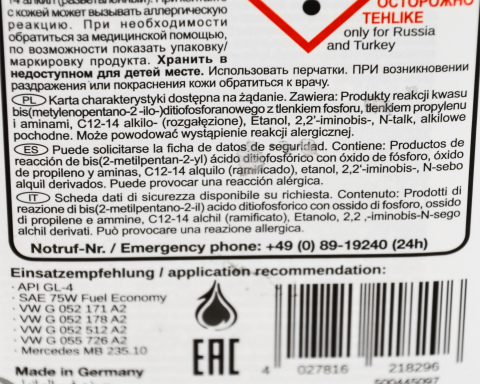 14 алкил (разветвленный). При контакте
с кожей может вызывать аллергическую
реакцию. При необходимости
обратиться за медицинской помощью,
по возможности показать упаковку/
маркировку продукта. Хранить в
недоступном для детей месте. Использовать перчатки. ПРИ возникновении
раздражения или покраснения кожи обратиться к врачу.
ОСТОРОЖНО
TEHLIKE
only for Russia
and Turkey
PL Karta charakterystyki dostępna na żądanie. Zawiera: Produkty reakcji kwasu
bis(metylenopentano-2 -ilo-)ditiofosforanowego z tlenkiem fosforu, tlenkiem propylenu
i aminami, C12-14 alkilo- (rozgałęzione), Etanol, 2,2'-iminobis-, N-talk, alkilowe
pochodne. Może powodować wystąpienie reakcji alergicznej.
ES Puede solicitarse la ficha de datos de seguridad. Contiene: Productos de
reacción de bis(2-metilpentan-2-yl) ácido ditiofosfórico con óxido de fósforo, óxido
de propileno y aminas, C12-14 alquilo (ramificado), etanol, 2,2'-iminobis-, N-sebo
alquil derivados. Puede provocar una reacción alérgica.
IT Scheda dati di sicurezza disponibile su richiesta. Contenuto: Prodotti di
reazione di bis(2-metilpentano-2-il) acido ditiofosforico con ossido di fosforo, ossido
di propilene e ammine, C12-14 alchil (ramificato), Etanolo, 2,2 ,-iminobis-N-sego
alchil derivati. Può provocare una reazione allergica.
Notruf-Nr. / Emergency phone: +49 (0) 89-19240 (24h)
Einsatzempfehlung / application recommendation:
· API GL-4
· SAE 75W Fuel Economy
· VW G 052 171 A2
· VW G 052 178 A2
· VW G 052 512 A2
· VW G 055 726 A2
· Mercedes MB 235.10
Made in Germany
EAC
4 027816 218296